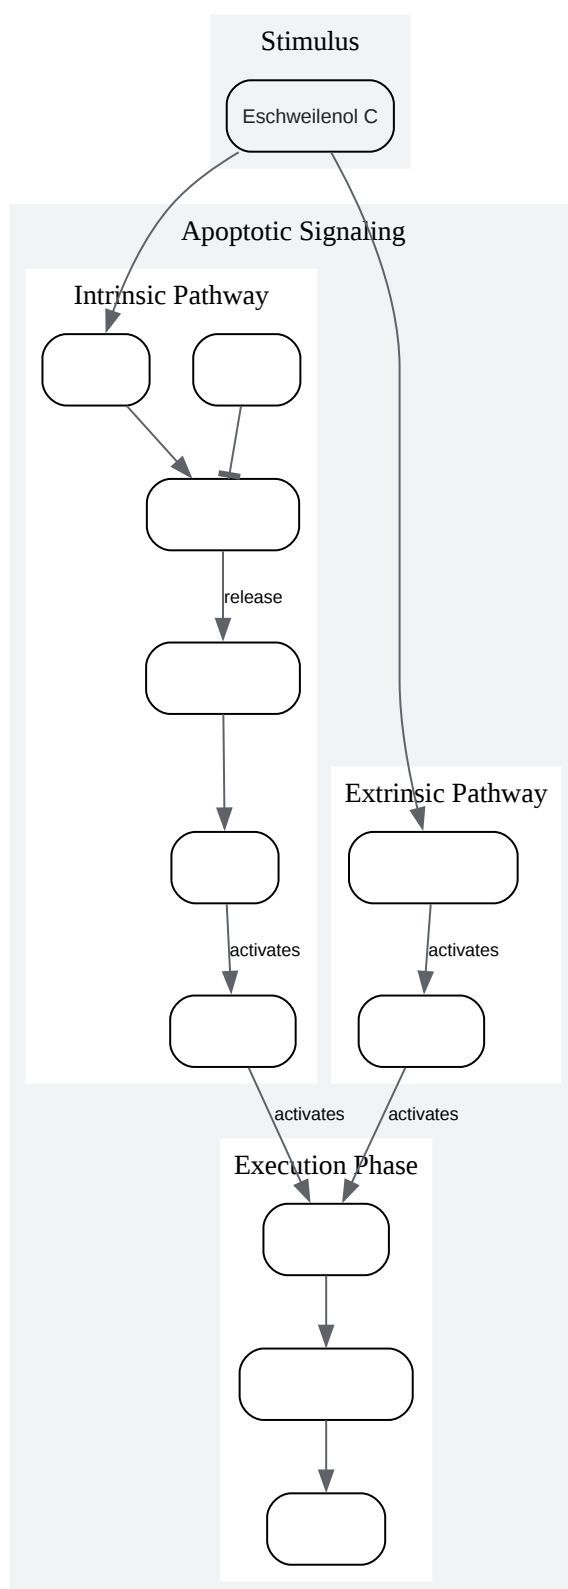 Stimulus
Eschweilenol C
Apoptotic Signaling
Intrinsic Pathway
release
Extrinsic Pathway
activates
activates
activates
activates
Execution Phase